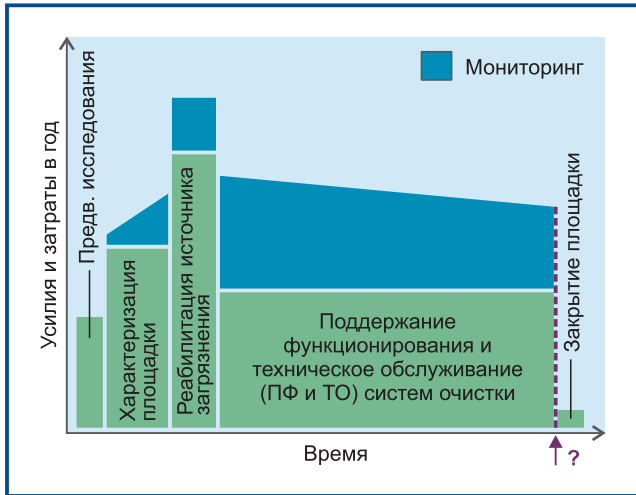 Мониторинг
Усилия и затраты в год
Предв. исследования
Характеризация
площадки
Реабилитация источника
загрязнения
Поддержание
функционирования и
техническое обслуживание
(ПФ и ТО) систем очистки
Закрытие площадки
Время
?